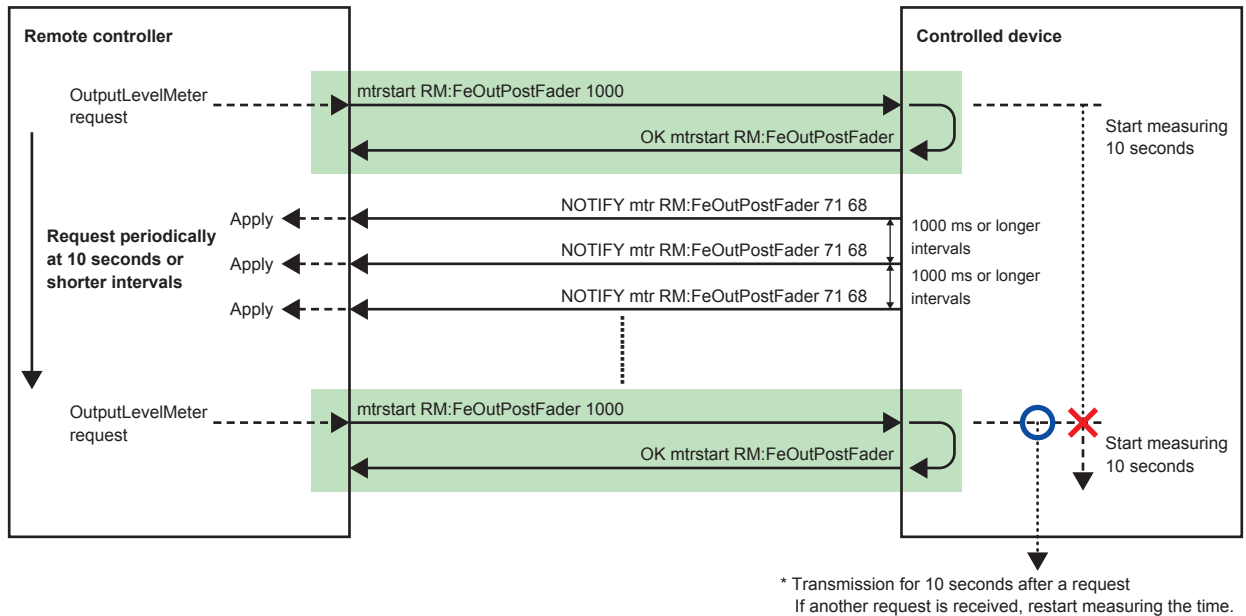 Remote controller
Controlled device
OutputLevelMeter
request
mtrstart RM:FeOutPostFader 1000
OK mtrstart RM:FeOutPostFader
Start measuring
10 seconds
Request periodically
at 10 seconds or
shorter intervals
Apply
NOTIFY mtr RM:FeOutPostFader 71 68
1000 ms or longer
intervals
Apply
NOTIFY mtr RM:FeOutPostFader 71 68
1000 ms or longer
intervals
Apply
NOTIFY mtr RM:FeOutPostFader 71 68
OutputLevelMeter
request
mtrstart RM:FeOutPostFader 1000
OK mtrstart RM:FeOutPostFader
Start measuring
10 seconds
* Transmission for 10 seconds after a request
If another request is received, restart measuring the time.